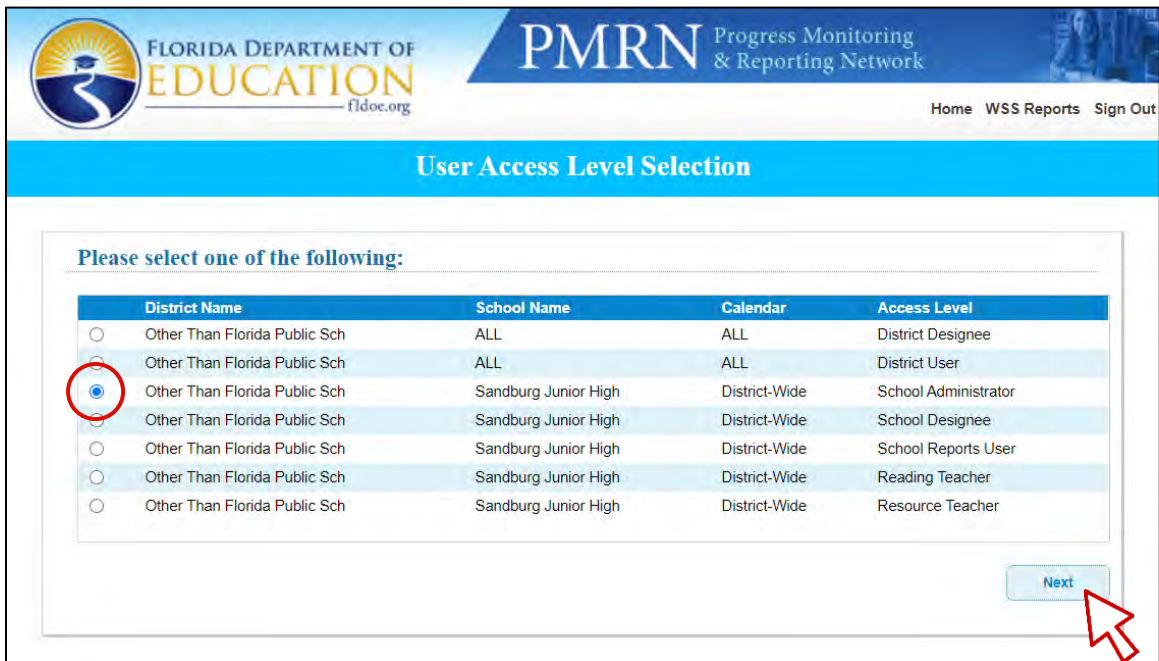 FLORIDA DEPARTMENT OF
EDUCATION
fldoe.org
PMRN Progress Monitoring
& Reporting Network
Home WSS Reports Sign Out
User Access Level Selection
Please select one of the following:
District Name School Name Calendar Access Level
Other Than Florida Public Sch ALL ALL District Designee
Other Than Florida Public Sch ALL ALL District User
Other Than Florida Public Sch Sandburg Junior High District-Wide School Administrator
Other Than Florida Public Sch Sandburg Junior High District-Wide School Designee
Other Than Florida Public Sch Sandburg Junior High District-Wide School Reports User
Other Than Florida Public Sch Sandburg Junior High District-Wide Reading Teacher
Other Than Florida Public Sch Sandburg Junior High District-Wide Resource Teacher
Next